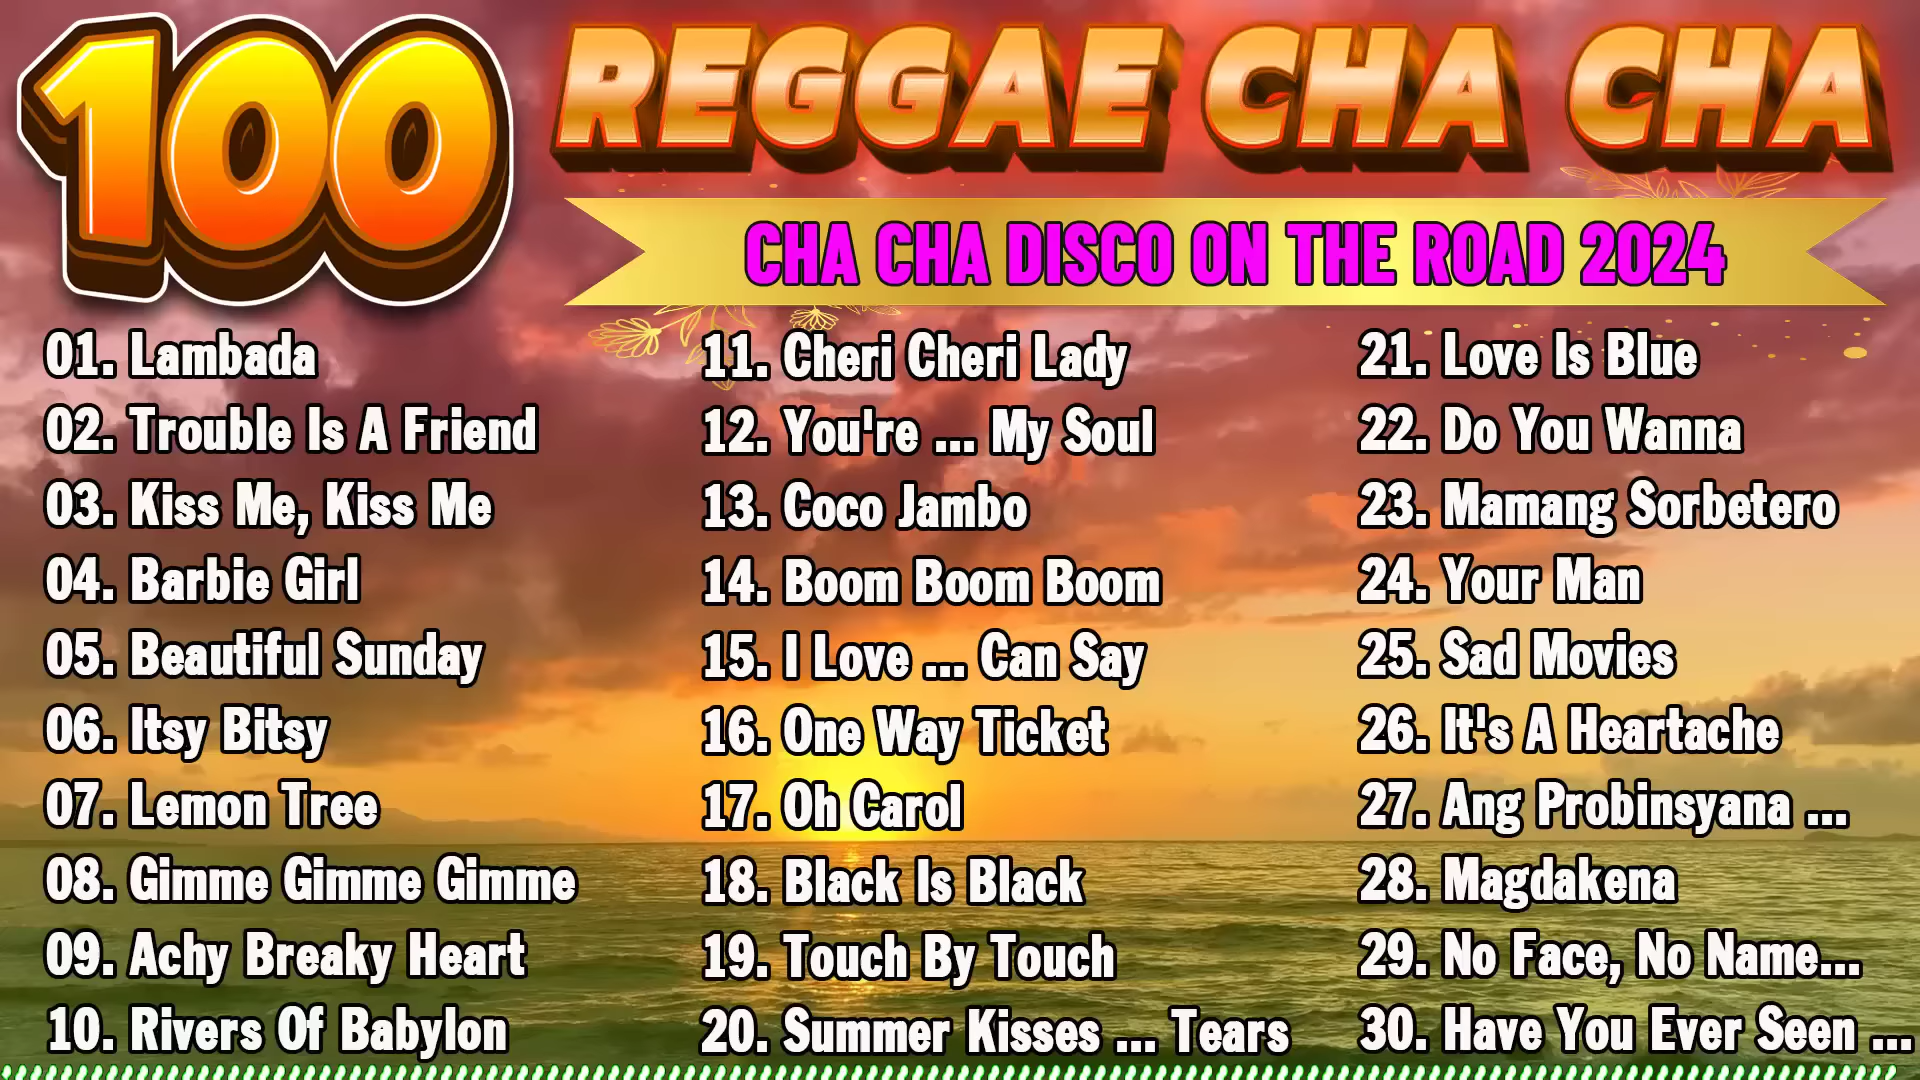 100
REGGAE CHA CHA
CHA CHA DISCO ON THE ROAD 2024
01. Lambada
02. Trouble Is A Friend
03. Kiss Me, Kiss Me
04. Barbie Girl
05. Beautiful Sunday
06. Itsy Bitsy
07. Lemon Tree
08. Gimme Gimme Gimme
09. Achy Breaky Heart
10. Rivers Of Babylon
11. Cheri Cheri Lady
12. You're ... My Soul
13. Coco Jambo
14. Boom Boom Boom
15. I Love ... Can Say
16. One Way Ticket
17. Oh Carol
18. Black Is Black
19. Touch By Touch
20. Summer Kisses ... Tears
21. Love Is Blue
22. Do You Wanna
23. Mamang Sorbetero
24. Your Man
25. Sad Movies
26. It's A Heartache
27. Ang Probinsyana ...
28. Magdakena
29. No Face, No Name...
30. Have You Ever Seen ...